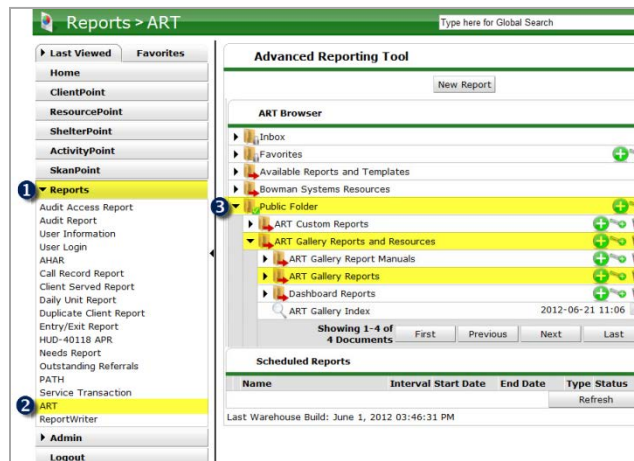 Reports > ART
Type here for Global Search
Last Viewed Favorites
Home
ClientPoint
ResourcePoint
ShelterPoint
ActivityPoint
SkanPoint
1 Reports
Audit Access Report
Audit Report
User Information
User Login
AHAR
Call Record Report
Client Served Report
Daily Unit Report
Duplicate Client Report
Entry/Exit Report
HUD-40118 APR
Needs Report
Outstanding Referrals
PATH
Service Transaction
2 ART
ReportWriter
Admin
Logout
Advanced Reporting Tool
New Report
ART Browser
Inbox
Favorites
Available Reports and Templates
Bowman Systems Resources
3 Public Folder
ART Custom Reports
ART Gallery Reports and Resources
ART Gallery Report Manuals
ART Gallery Reports
Dashboard Reports
ART Gallery Index 2012-06-21 11:06
Showing 1-4 of
4 Documents First Previous Next Last
Scheduled Reports
Name Interval Start Date End Date Type Status
Refresh
Last Warehouse Build: June 1, 2012 03:46:31 PM